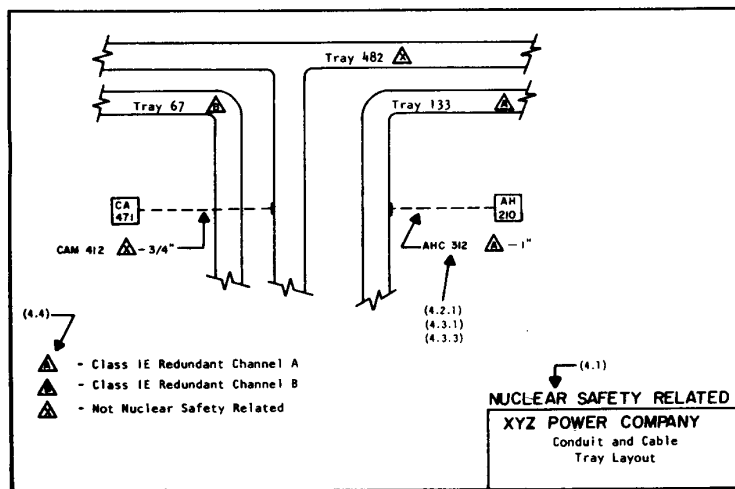 Tray 482 X
Tray 67 B
Tray 133 A
CA
471
AH
210
CAM 412 X - 3/4"
AHC 312 A - 1"
(4.2.1)
(4.3.1)
(4.3.3)
(4.4)
A - Class IE Redundant Channel A
B - Class IE Redundant Channel B
X - Not Nuclear Safety Related
(4.1)
NUCLEAR SAFETY RELATED
XYZ POWER COMPANY
Conduit and Cable
Tray Layout